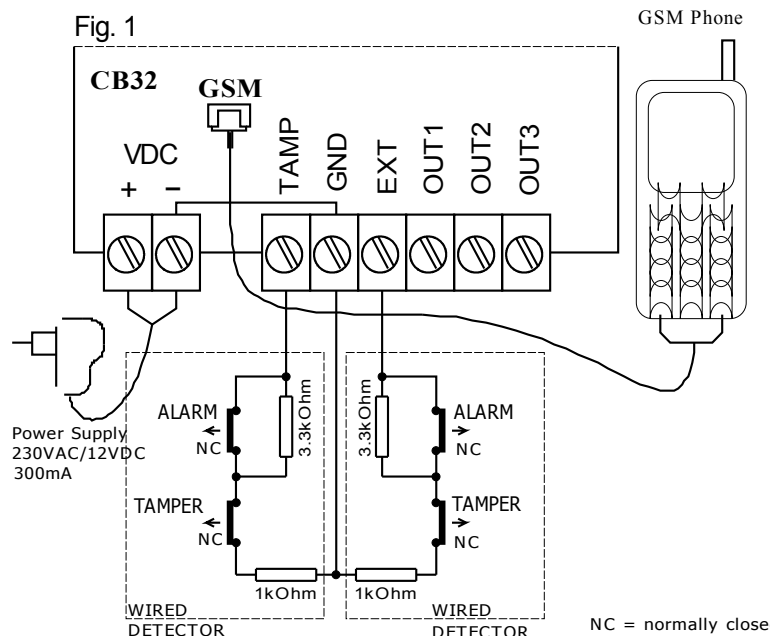 Fig. 1
GSM Phone
CB32
GSM
VDC
+ −
TAMP
GND
EXT
OUT1
OUT2
OUT3
ALARM
NC
3.3kOhm
3.3kOhm
ALARM
NC
Power Supply
230VAC/12VDC
300mA
TAMPER
NC
TAMPER
NC
1kOhm
1kOhm
WIRED
DETECTOR
WIRED
DETECTOR
NC = normally close